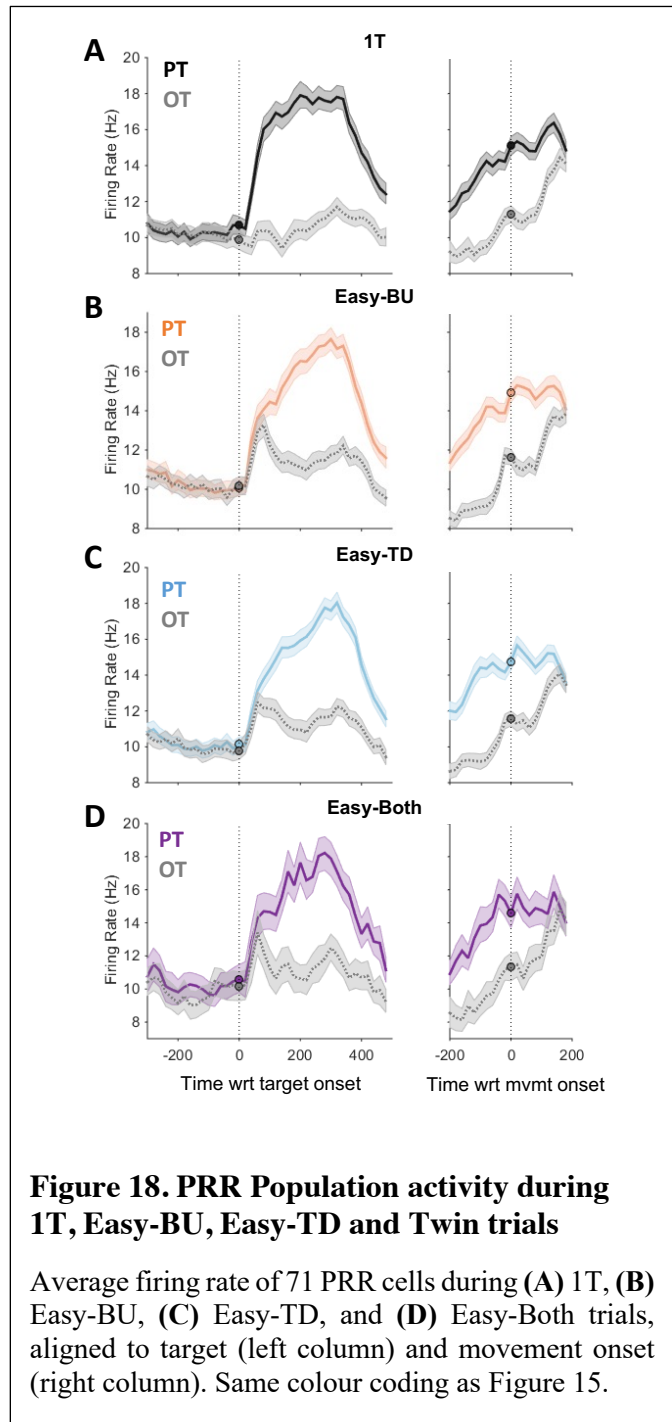 A
1T
PT
OT
Firing Rate (Hz)
20
18
16
14
12
10
8
B
Easy-BU
PT
OT
Firing Rate (Hz)
18
16
14
12
10
8
C
Easy-TD
PT
OT
Firing Rate (Hz)
20
18
16
14
12
10
8
D
Easy-Both
PT
OT
Firing Rate (Hz)
20
18
16
14
12
10
8
-200 0 200 400 -200 0 200
Time wrt target onset Time wrt mvmt onset
Figure 18. PRR Population activity during
1T, Easy-BU, Easy-TD and Twin trials
Average firing rate of 71 PRR cells during (A) 1T, (B)
Easy-BU, (C) Easy-TD, and (D) Easy-Both trials,
aligned to target (left column) and movement onset
(right column). Same colour coding as Figure 15.